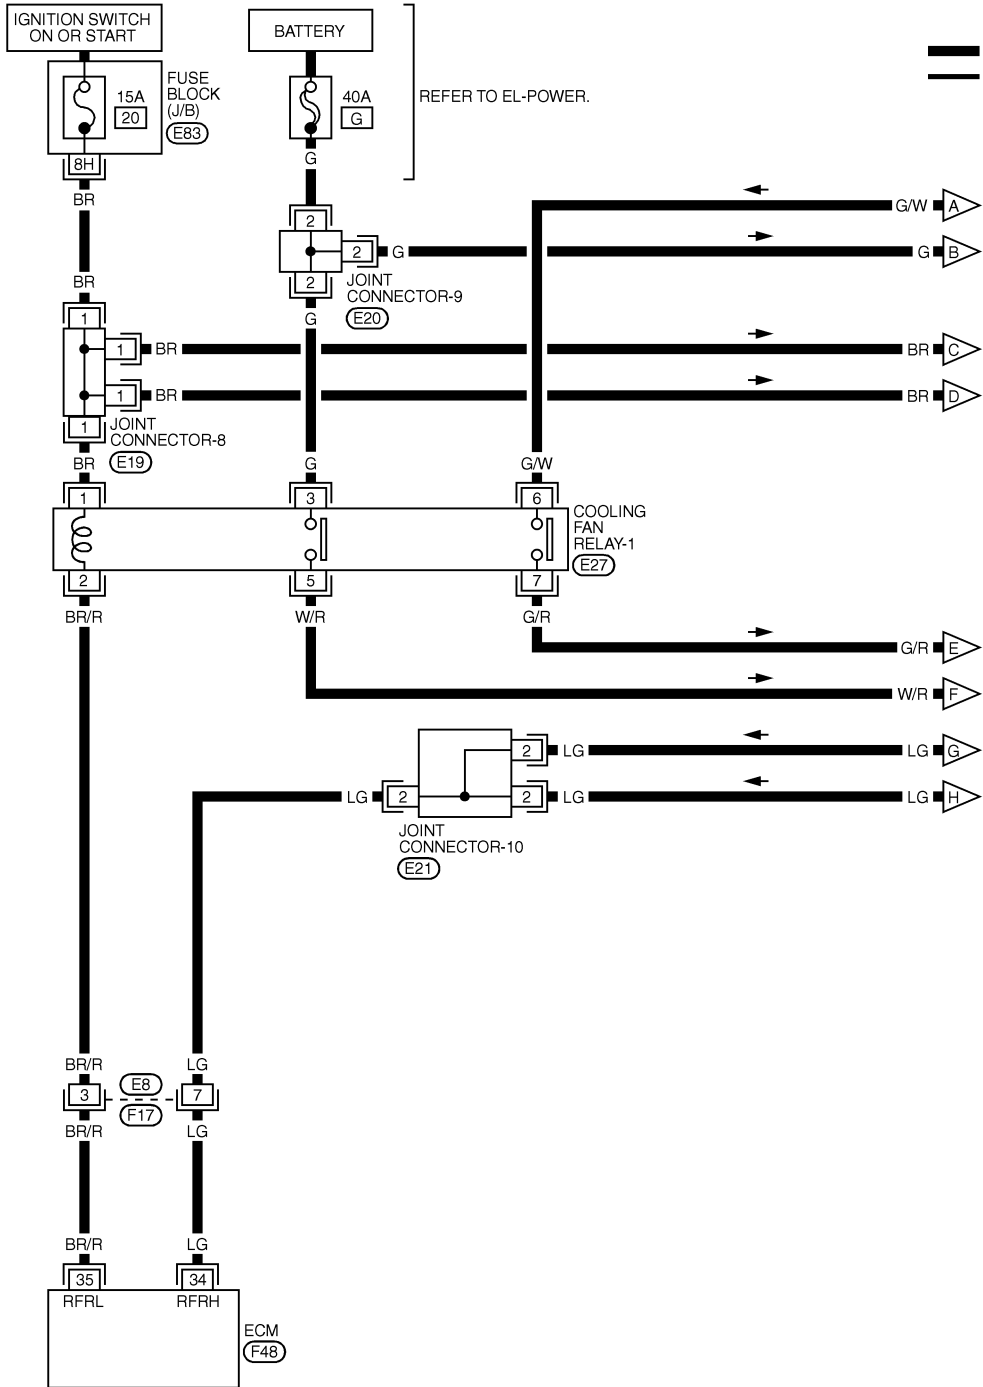 IGNITION SWITCH
ON OR START
BATTERY
FUSE
BLOCK
(J/B)
E83
15A
20
40A
G
REFER TO EL-POWER.
8H
G
BR
G/W A
2
2 G G B
BR
2
JOINT
CONNECTOR-9
E20
1
G
1 BR BR C
1 BR BR D
1
JOINT
CONNECTOR-8
E19
BR
G
G/W
1
3
6
COOLING
FAN
RELAY-1
E27
2
5
7
BR/R
W/R
G/R
G/R E
W/R F
2 LG LG G
LG 2 2 LG LG H
JOINT
CONNECTOR-10
E21
BR/R
LG
3
E8
F17
7
BR/R
LG
BR/R
LG
35
34
RFRL
RFRH
ECM
F48